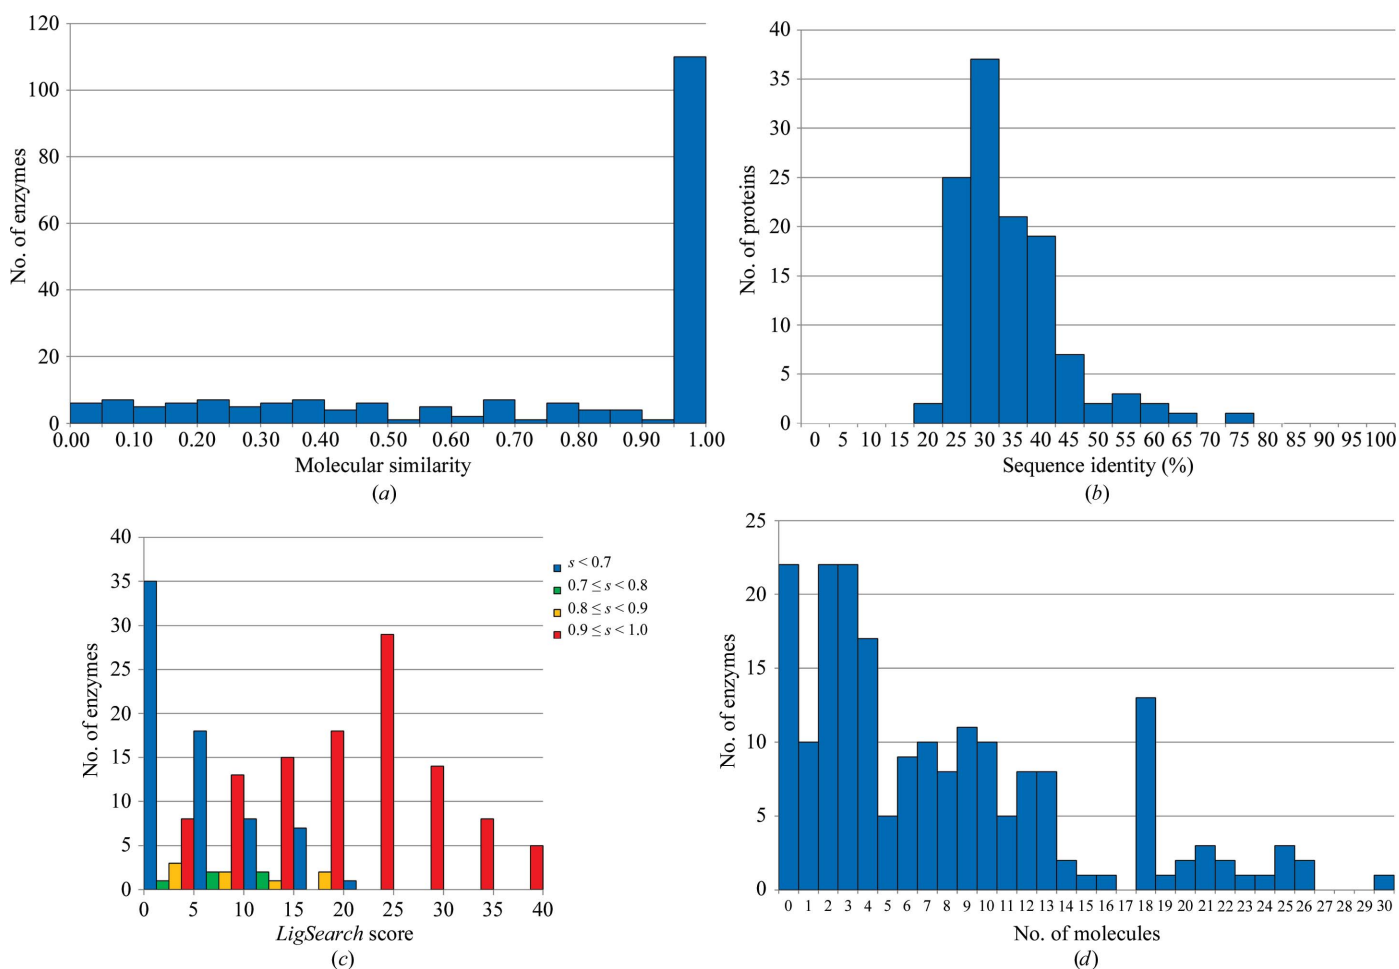 120
100
80
60
40
20
0
No. of enzymes
0.00 0.10 0.20 0.30 0.40 0.50 0.60 0.70 0.80 0.90 1.00
Molecular similarity
(a)
40
35
30
25
20
15
10
5
0
No. of proteins
0 5 10 15 20 25 30 35 40 45 50 55 60 65 70 75 80 85 90 95 100
Sequence identity (%)
(b)
40
35
30
25
20
15
10
5
0
No. of enzymes
0 5 10 15 20 25 30 35 40
LigSearch score
(c)
s < 0.7
0.7 ≤ s < 0.8
0.8 ≤ s < 0.9
0.9 ≤ s < 1.0
25
20
15
10
5
0
No. of enzymes
0 1 2 3 4 5 6 7 8 9 10 11 12 13 14 15 16 17 18 19 20 21 22 23 24 25 26 27 28 29 30
No. of molecules
(d)